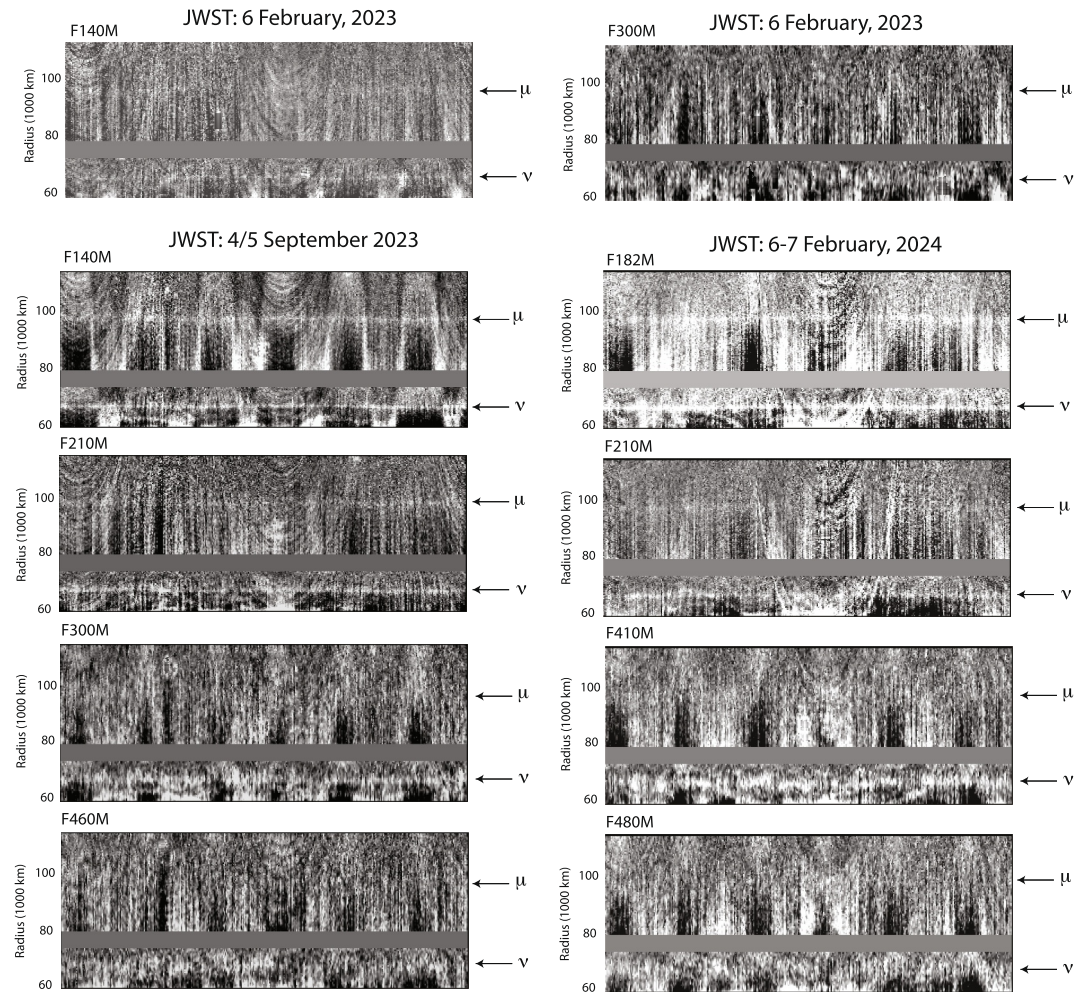 JWST: 6 February, 2023
F140M
Radius (1000 km)
100
80
60
μ
ν
JWST: 6 February, 2023
F300M
Radius (1000 km)
100
80
60
μ
ν
JWST: 4/5 September 2023
F140M
Radius (1000 km)
100
80
60
μ
ν
F210M
Radius (1000 km)
100
80
60
μ
ν
F300M
Radius (1000 km)
100
80
60
μ
ν
F460M
Radius (1000 km)
100
80
60
μ
ν
JWST: 6-7 February, 2024
F182M
Radius (1000 km)
100
80
60
μ
ν
F210M
Radius (1000 km)
100
80
60
μ
ν
F410M
Radius (1000 km)
100
80
60
μ
ν
F480M
Radius (1000 km)
100
80
60
μ
ν